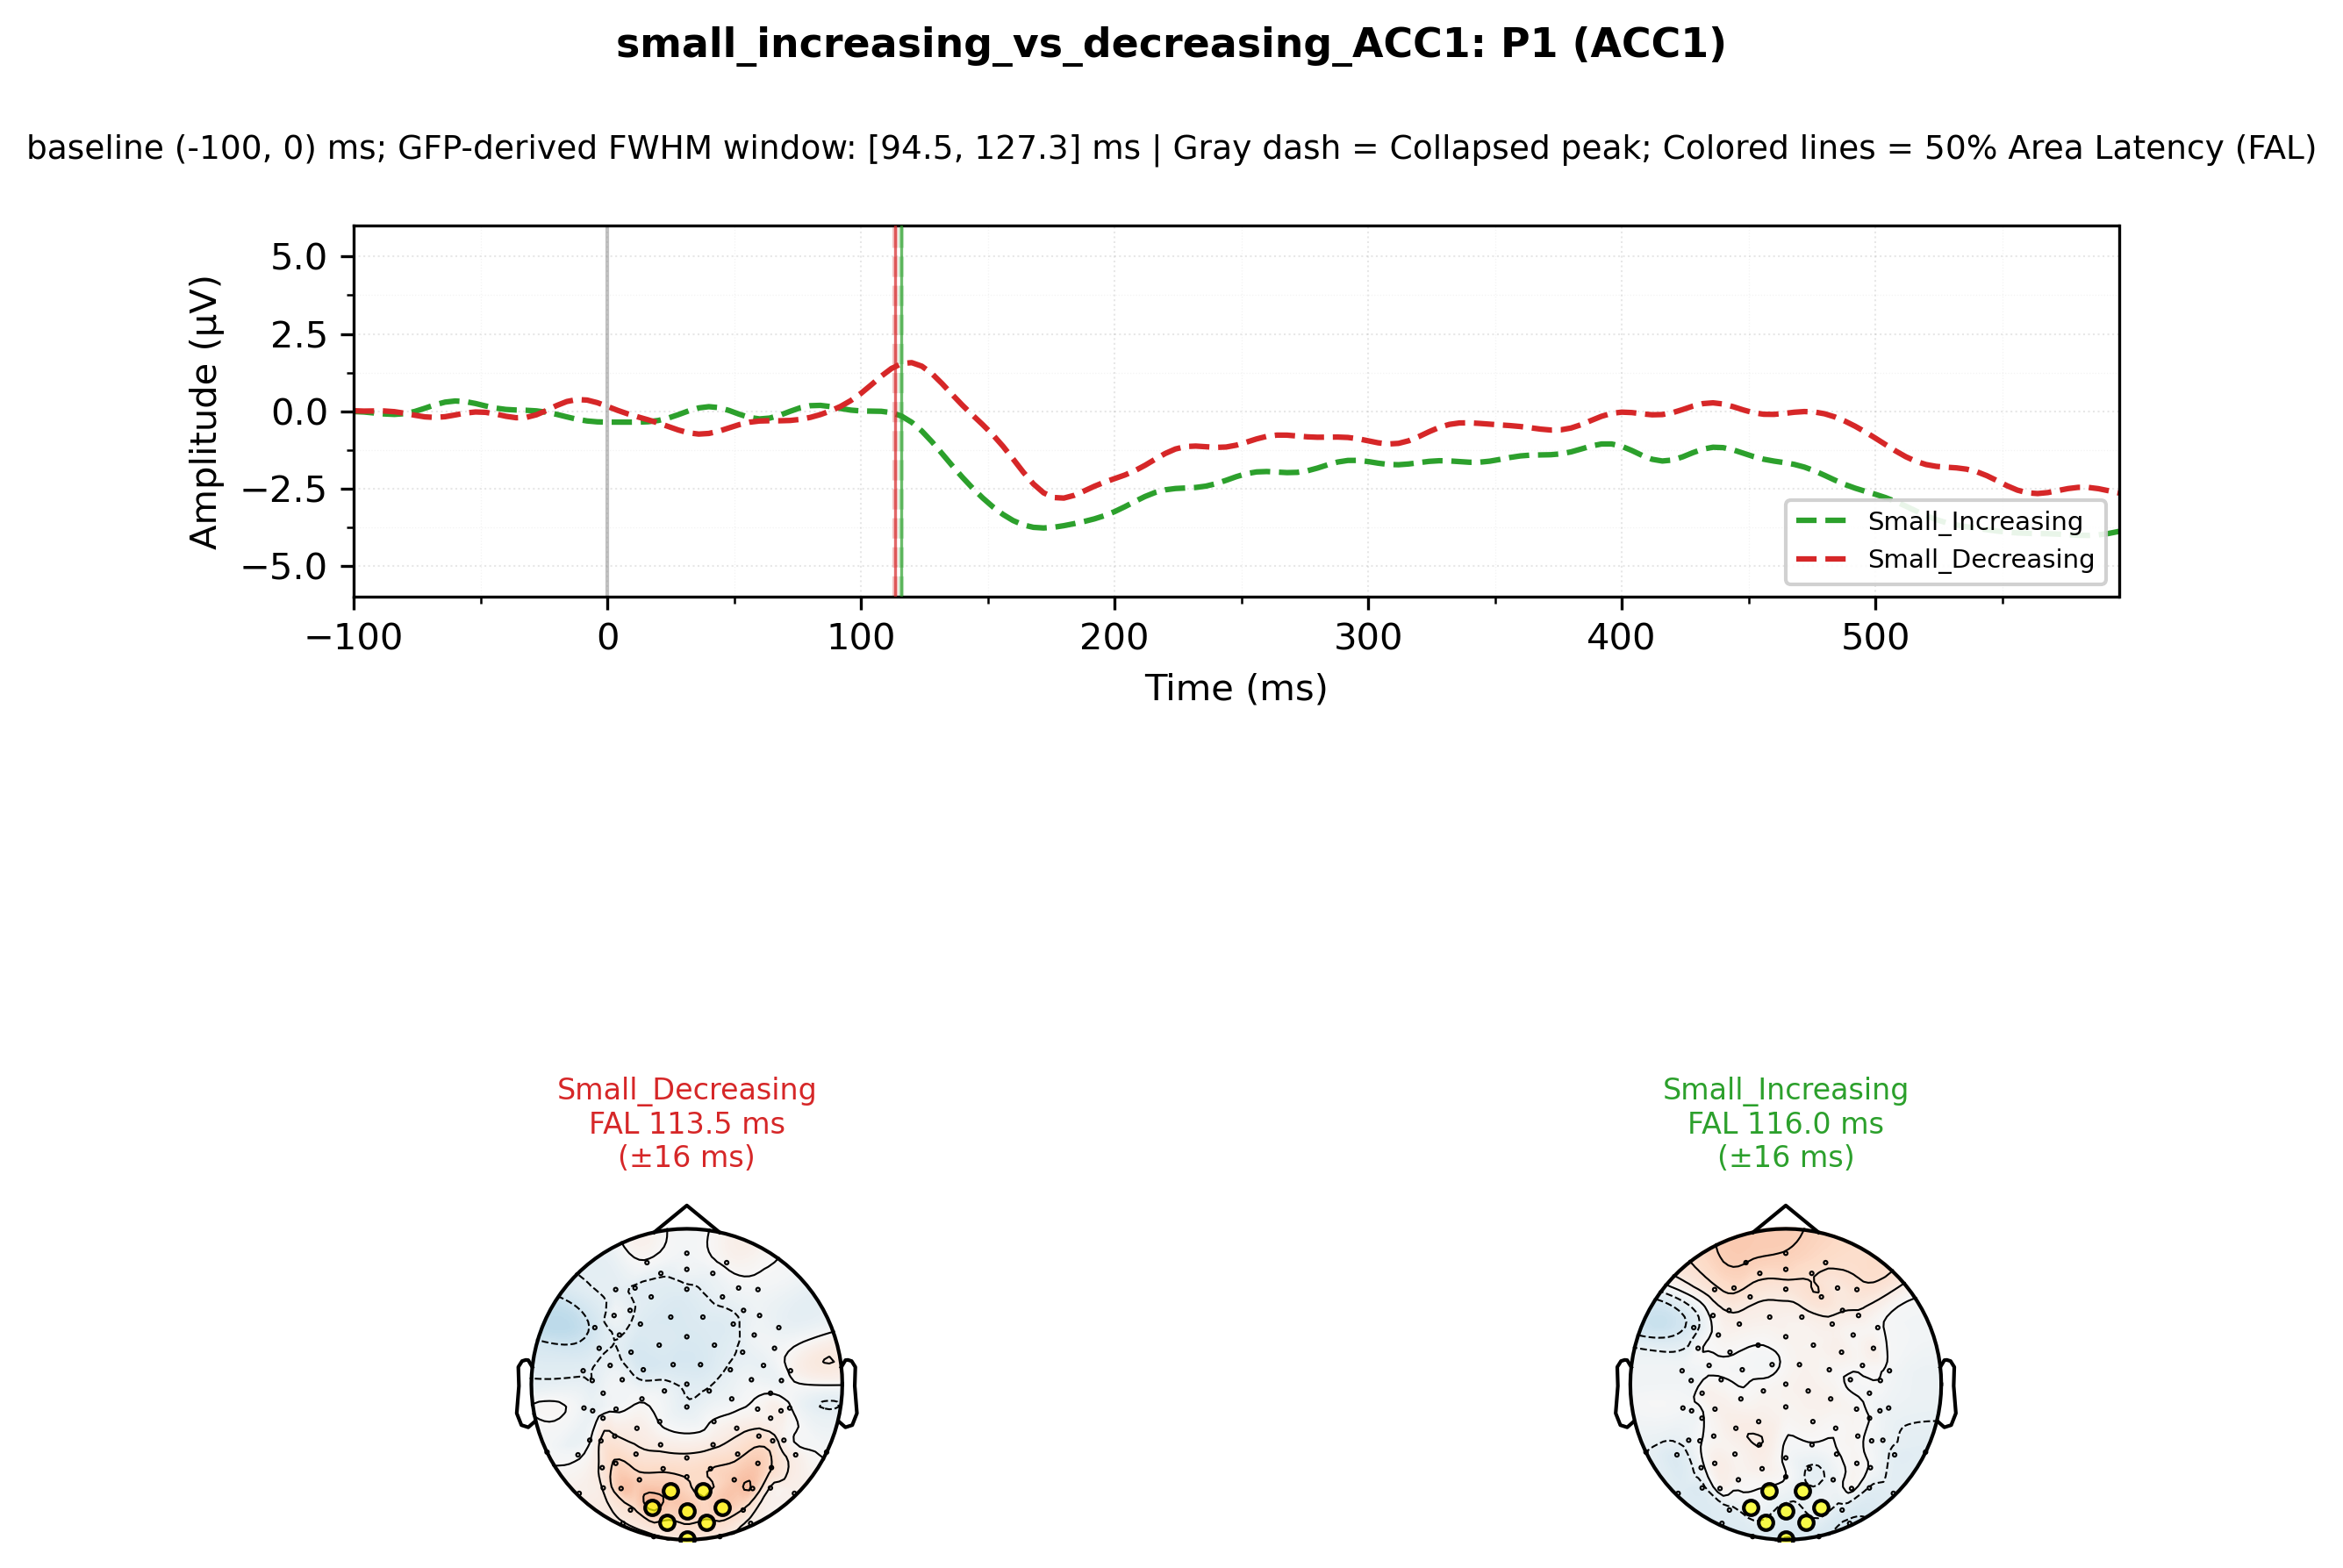 small_increasing_vs_decreasing_ACC1: P1 (ACC1)
baseline (-100, 0) ms; GFP-derived FWHM window: [94.5, 127.3] ms | Gray dash = Collapsed peak; Colored lines = 50% Area Latency (FAL)
Amplitude (µV)
5.0
2.5
0.0
−2.5
−5.0
Small_Increasing
Small_Decreasing
−100 0 100 200 300 400 500
Time (ms)
Small_Decreasing
FAL 113.5 ms
(±16 ms)
Small_Increasing
FAL 116.0 ms
(±16 ms)